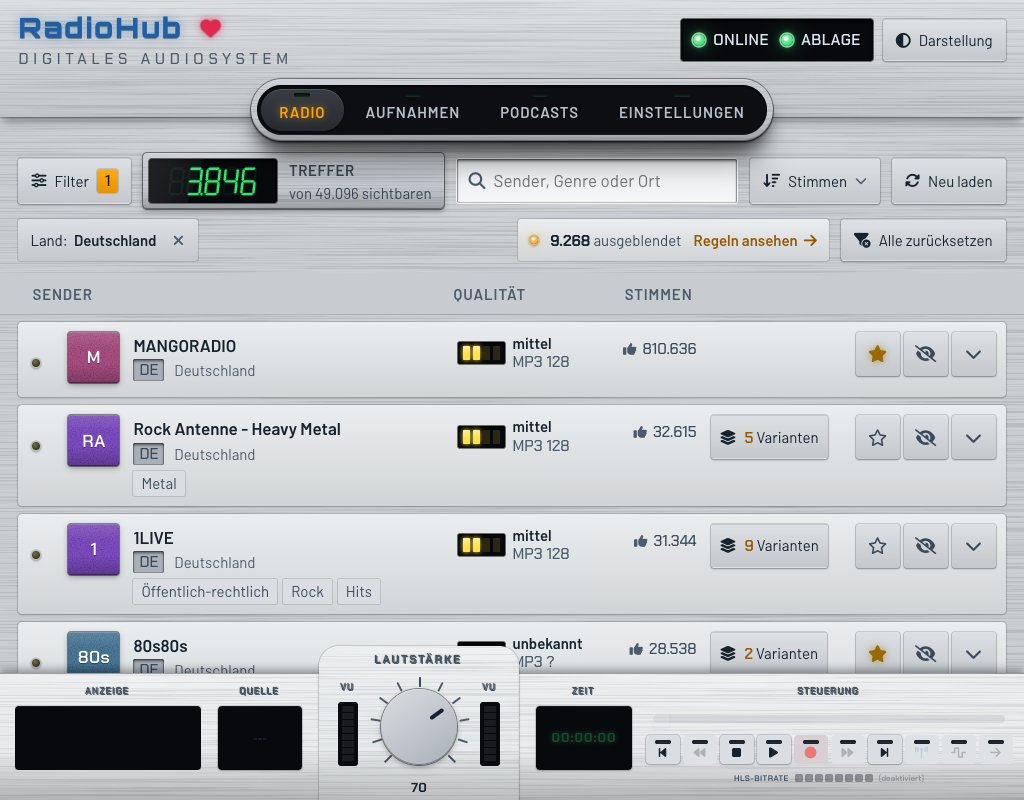 RadioHub
DIGITALES AUDIOSYSTEM
ONLINE ABLAGE
Darstellung
RADIO AUFNAHMEN PODCASTS EINSTELLUNGEN
Filter 1
3.846
TREFFER
von 49.096 sichtbaren
Sender, Genre oder Ort
Stimmen
Neu laden
Land: Deutschland ✕
9.268 ausgeblendet Regeln ansehen →
Alle zurücksetzen
SENDER QUALITÄT STIMMEN
M
MANGORADIO
DE Deutschland
mittel
MP3 128
810.636
RA
Rock Antenne - Heavy Metal
DE Deutschland
Metal
mittel
MP3 128
32.615
5 Varianten
1
1LIVE
DE Deutschland
Öffentlich-rechtlich Rock Hits
mittel
MP3 128
31.344
9 Varianten
80s
80s80s
DE Deutschland
unbekannt
MP3 ?
28.538
2 Varianten
ANZEIGE
QUELLE
---
LAUTSTÄRKE
VU VU
70
ZEIT
00:00:00
STEUERUNG
HLS-BITRATE (deaktiviert)